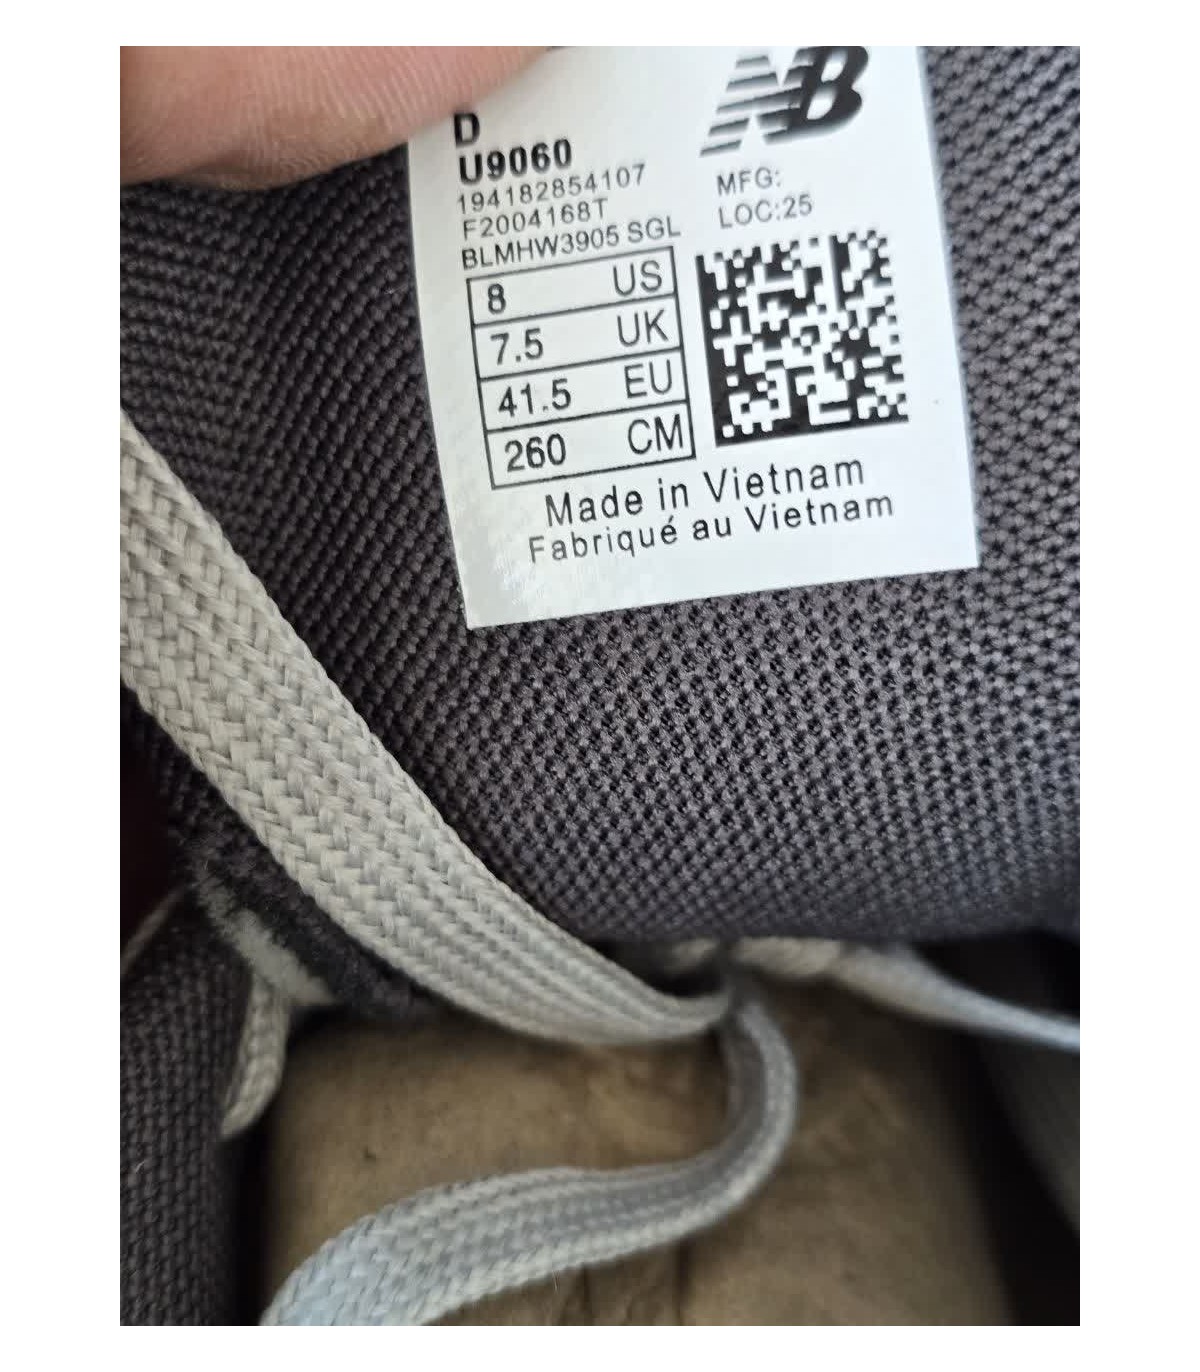 NB
D
U9060
194182854107
F2004168T
BLMHW3905 SGL
MFG:
LOC:25
8 US
7.5 UK
41.5 EU
260 CM
Made in Vietnam
Fabriqué au Vietnam